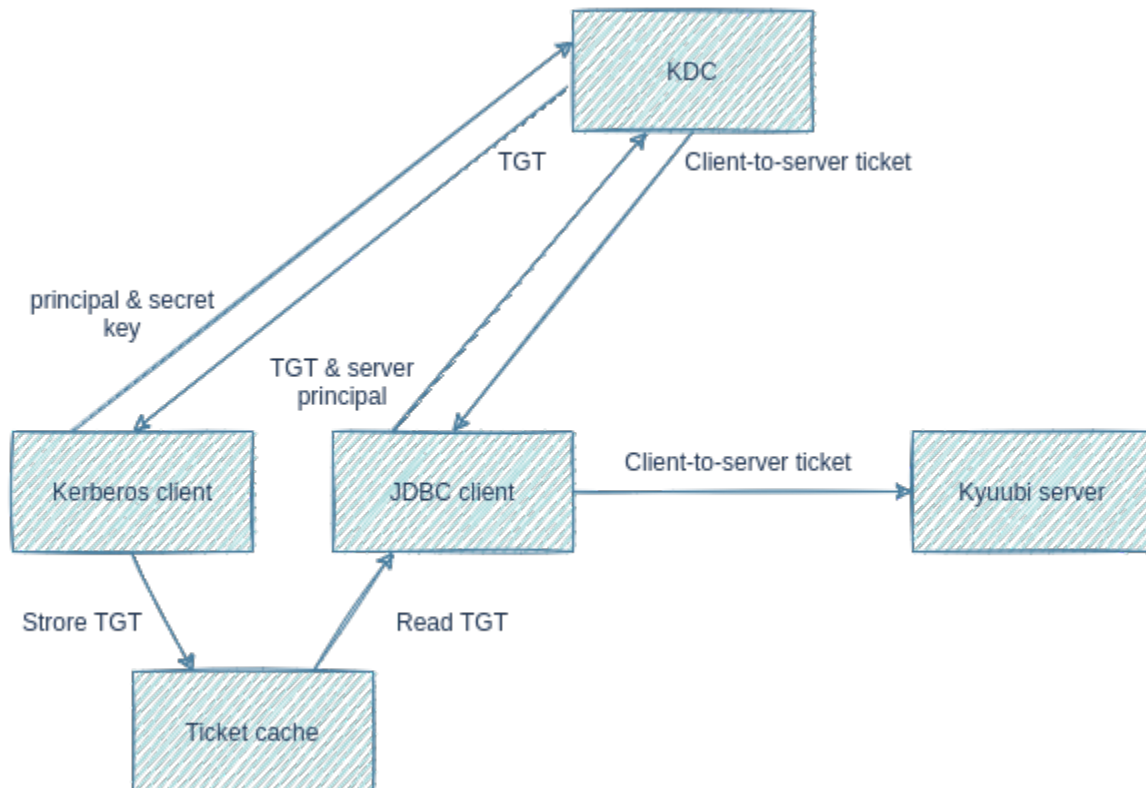 KDC
TGT
Client-to-server ticket
principal & secret
key
TGT & server
principal
Kerberos client
JDBC client
Client-to-server ticket
Kyuubi server
Strore TGT
Read TGT
Ticket cache